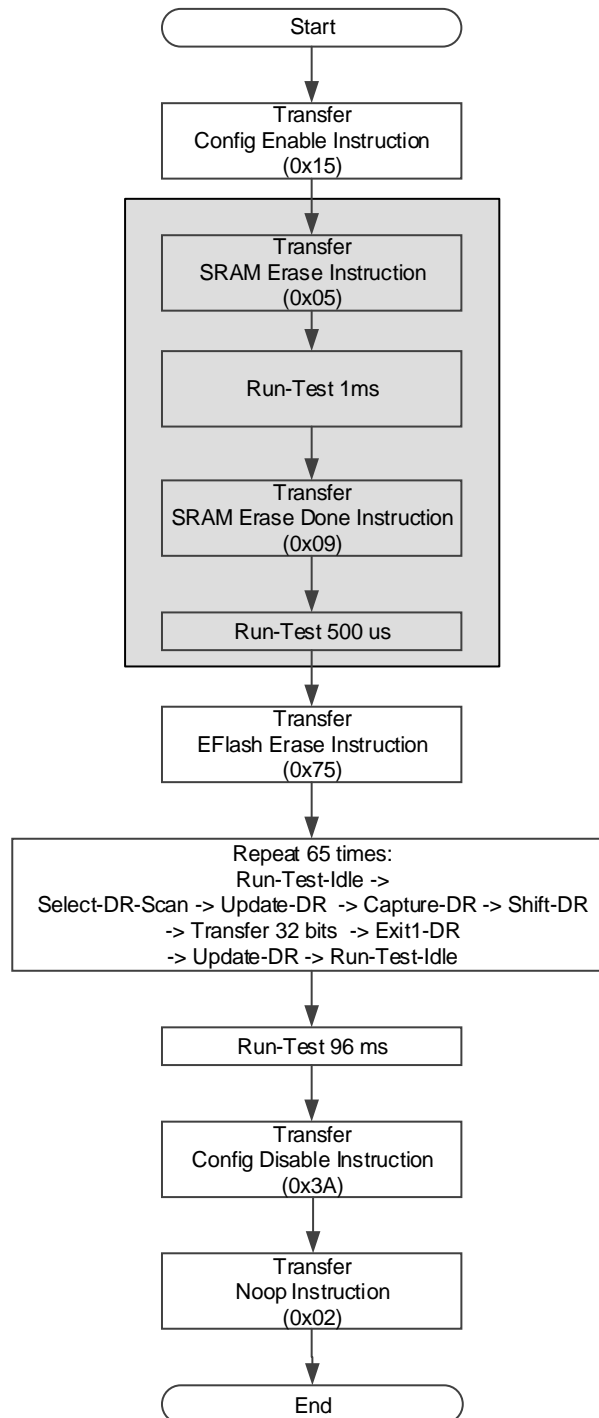 Start
Transfer
Config Enable Instruction
(0x15)
Transfer
SRAM Erase Instruction
(0x05)
Run-Test 1ms
Transfer
SRAM Erase Done Instruction
(0x09)
Run-Test 500 us
Transfer
EFlash Erase Instruction
(0x75)
Repeat 65 times:
Run-Test-Idle ->
Select-DR-Scan -> Update-DR -> Capture-DR -> Shift-DR
-> Transfer 32 bits -> Exit1-DR
-> Update-DR -> Run-Test-Idle
Run-Test 96 ms
Transfer
Config Disable Instruction
(0x3A)
Transfer
Noop Instruction
(0x02)
End